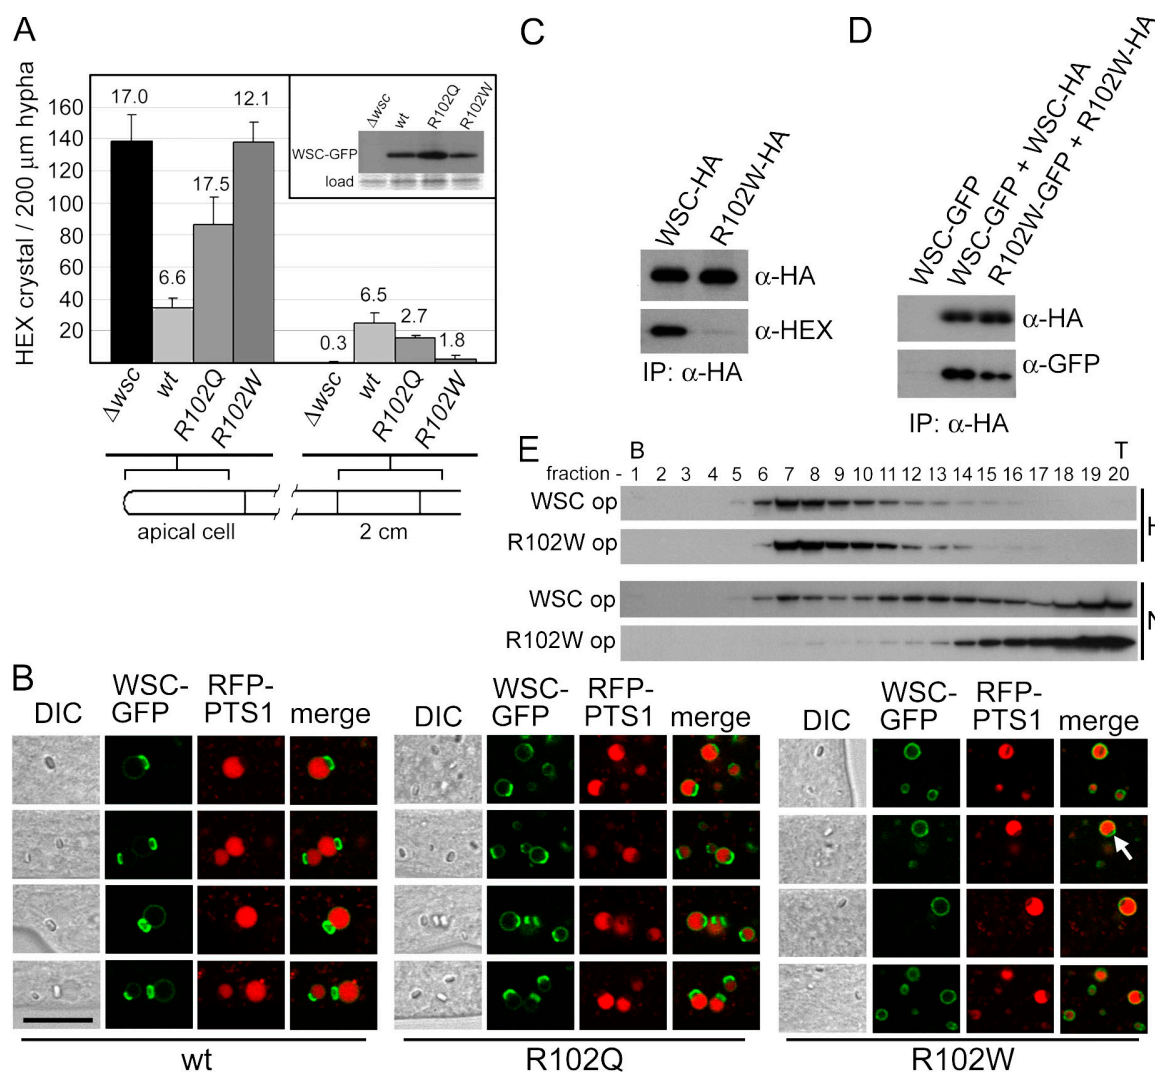 A
HEX crystal / 200 µm hypha
160
140
120
100
80
60
40
20
17.0
6.6
17.5
12.1
0.3
6.5
2.7
1.8
Δwsc
wt
R102Q
R102W
WSC-GFP
load
Δwsc
wt
R102Q
R102W
Δwsc
wt
R102Q
R102W
apical cell
2 cm
C
WSC-HA
R102W-HA
α-HA
α-HEX
IP: α-HA
D
WSC-GFP
WSC-GFP + WSC-HA
R102W-GFP + R102W-HA
α-HA
α-GFP
IP: α-HA
E
B
T
fraction - 1 2 3 4 5 6 7 8 9 10 11 12 13 14 15 16 17 18 19 20
WSC op
R102W op
WSC op
R102W op
B
DIC
WSC-
GFP
RFP-
PTS1
merge
wt
DIC
WSC-
GFP
RFP-
PTS1
merge
R102Q
DIC
WSC-
GFP
RFP-
PTS1
merge
R102W